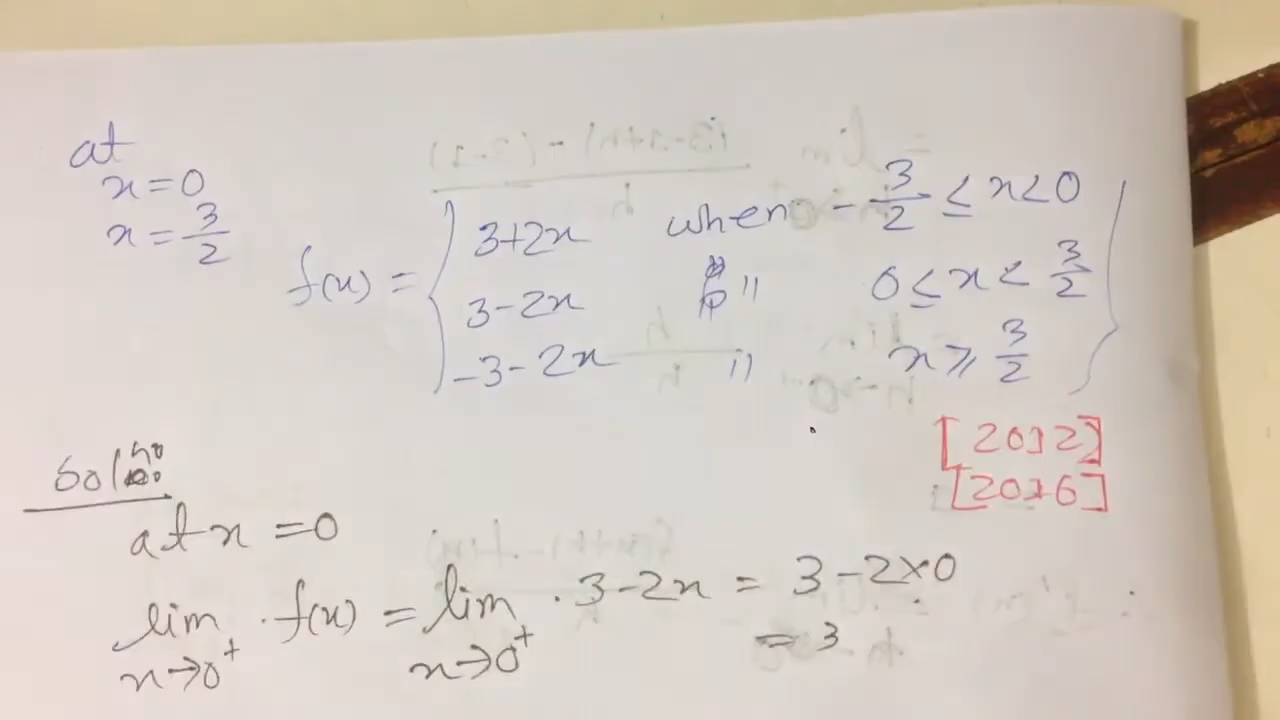 at
x=0
x=3/2
f(x) = { 3+2x when -3/2 ≤ x<0
3-2x " 0≤x<3/2
-3-2x " x≥3/2 }
[2012]
[2016]
Solno
at x=0
lim x→0+ · f(x) = lim x→0+ · 3-2x = 3-2×0
=3